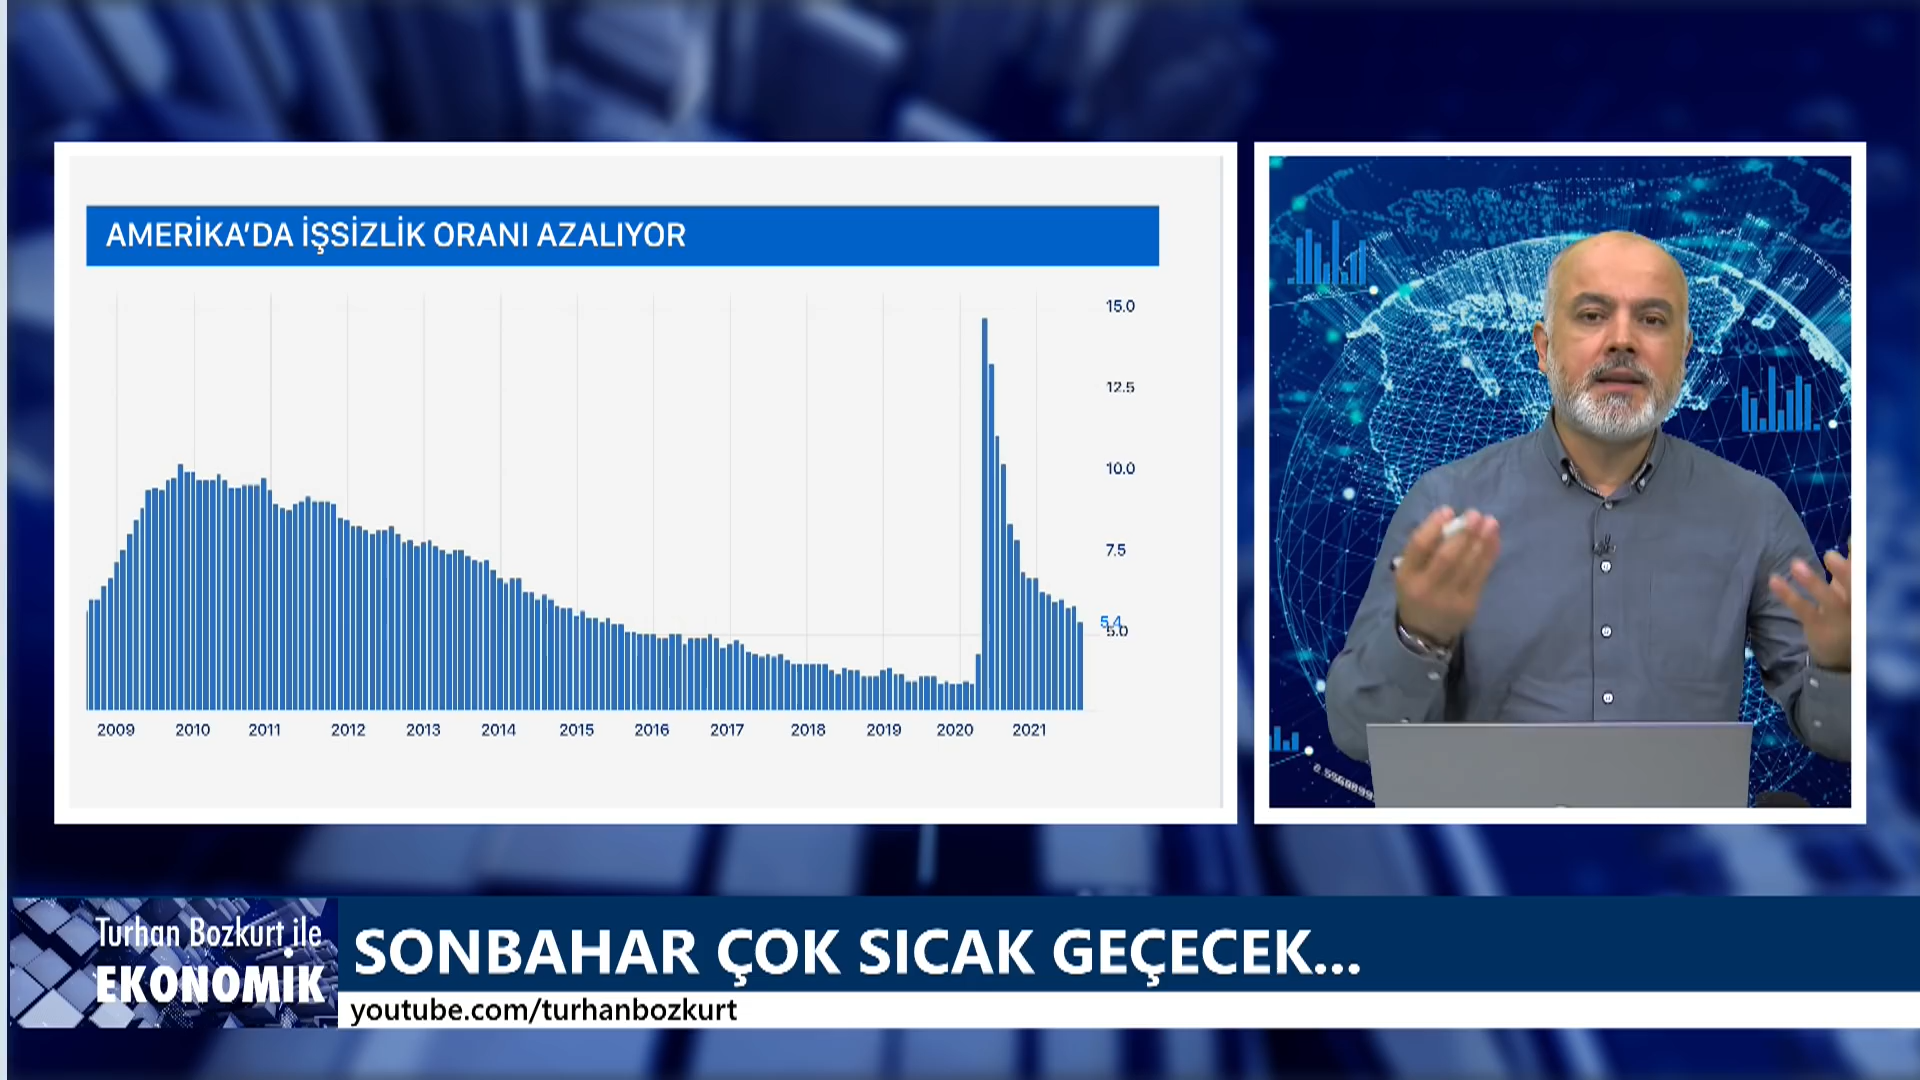 AMERİKA'DA İŞSİZLİK ORANI AZALIYOR
15.0
12.5
10.0
7.5
5.4
5.0
2009 2010 2011 2012 2013 2014 2015 2016 2017 2018 2019 2020 2021
Turhan Bozkurt ile
EKONOMİK
SONBAHAR ÇOK SICAK GEÇECEK...
youtube.com/turhanbozkurt